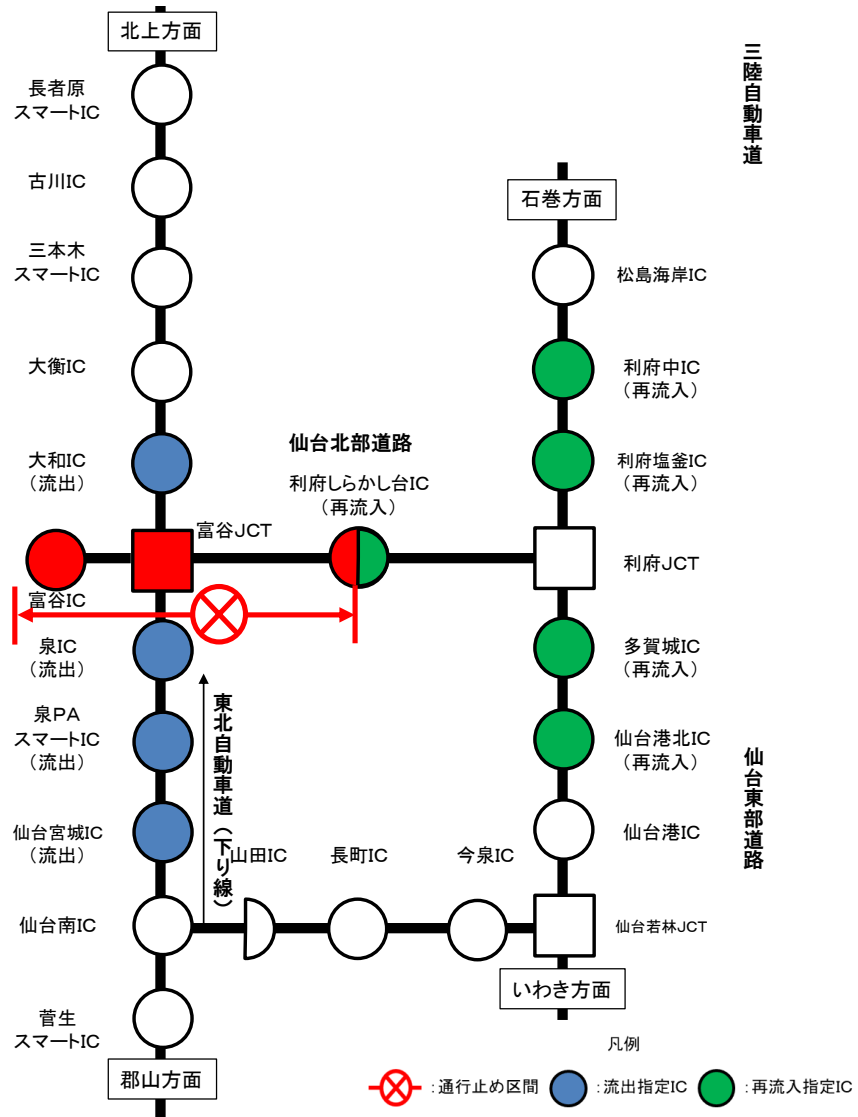 北上方面
長者原
スマートIC
古川IC
三本木
スマートIC
大衡IC
大和IC
(流出)
富谷JCT
富谷IC
泉IC
(流出)
泉PA
スマートIC
(流出)
仙台宮城IC
(流出)
仙台南IC
菅生
スマートIC
郡山方面
東北自動車道(下り線)
仙台北部道路
利府しらかし台IC
(再流入)
山田IC
長町IC
今泉IC
三陸自動車道
石巻方面
松島海岸IC
利府中IC
(再流入)
利府塩釜IC
(再流入)
利府JCT
多賀城IC
(再流入)
仙台港北IC
(再流入)
仙台港IC
仙台東部道路
仙台若林JCT
いわき方面
凡例
:通行止め区間 :流出指定IC :再流入指定IC